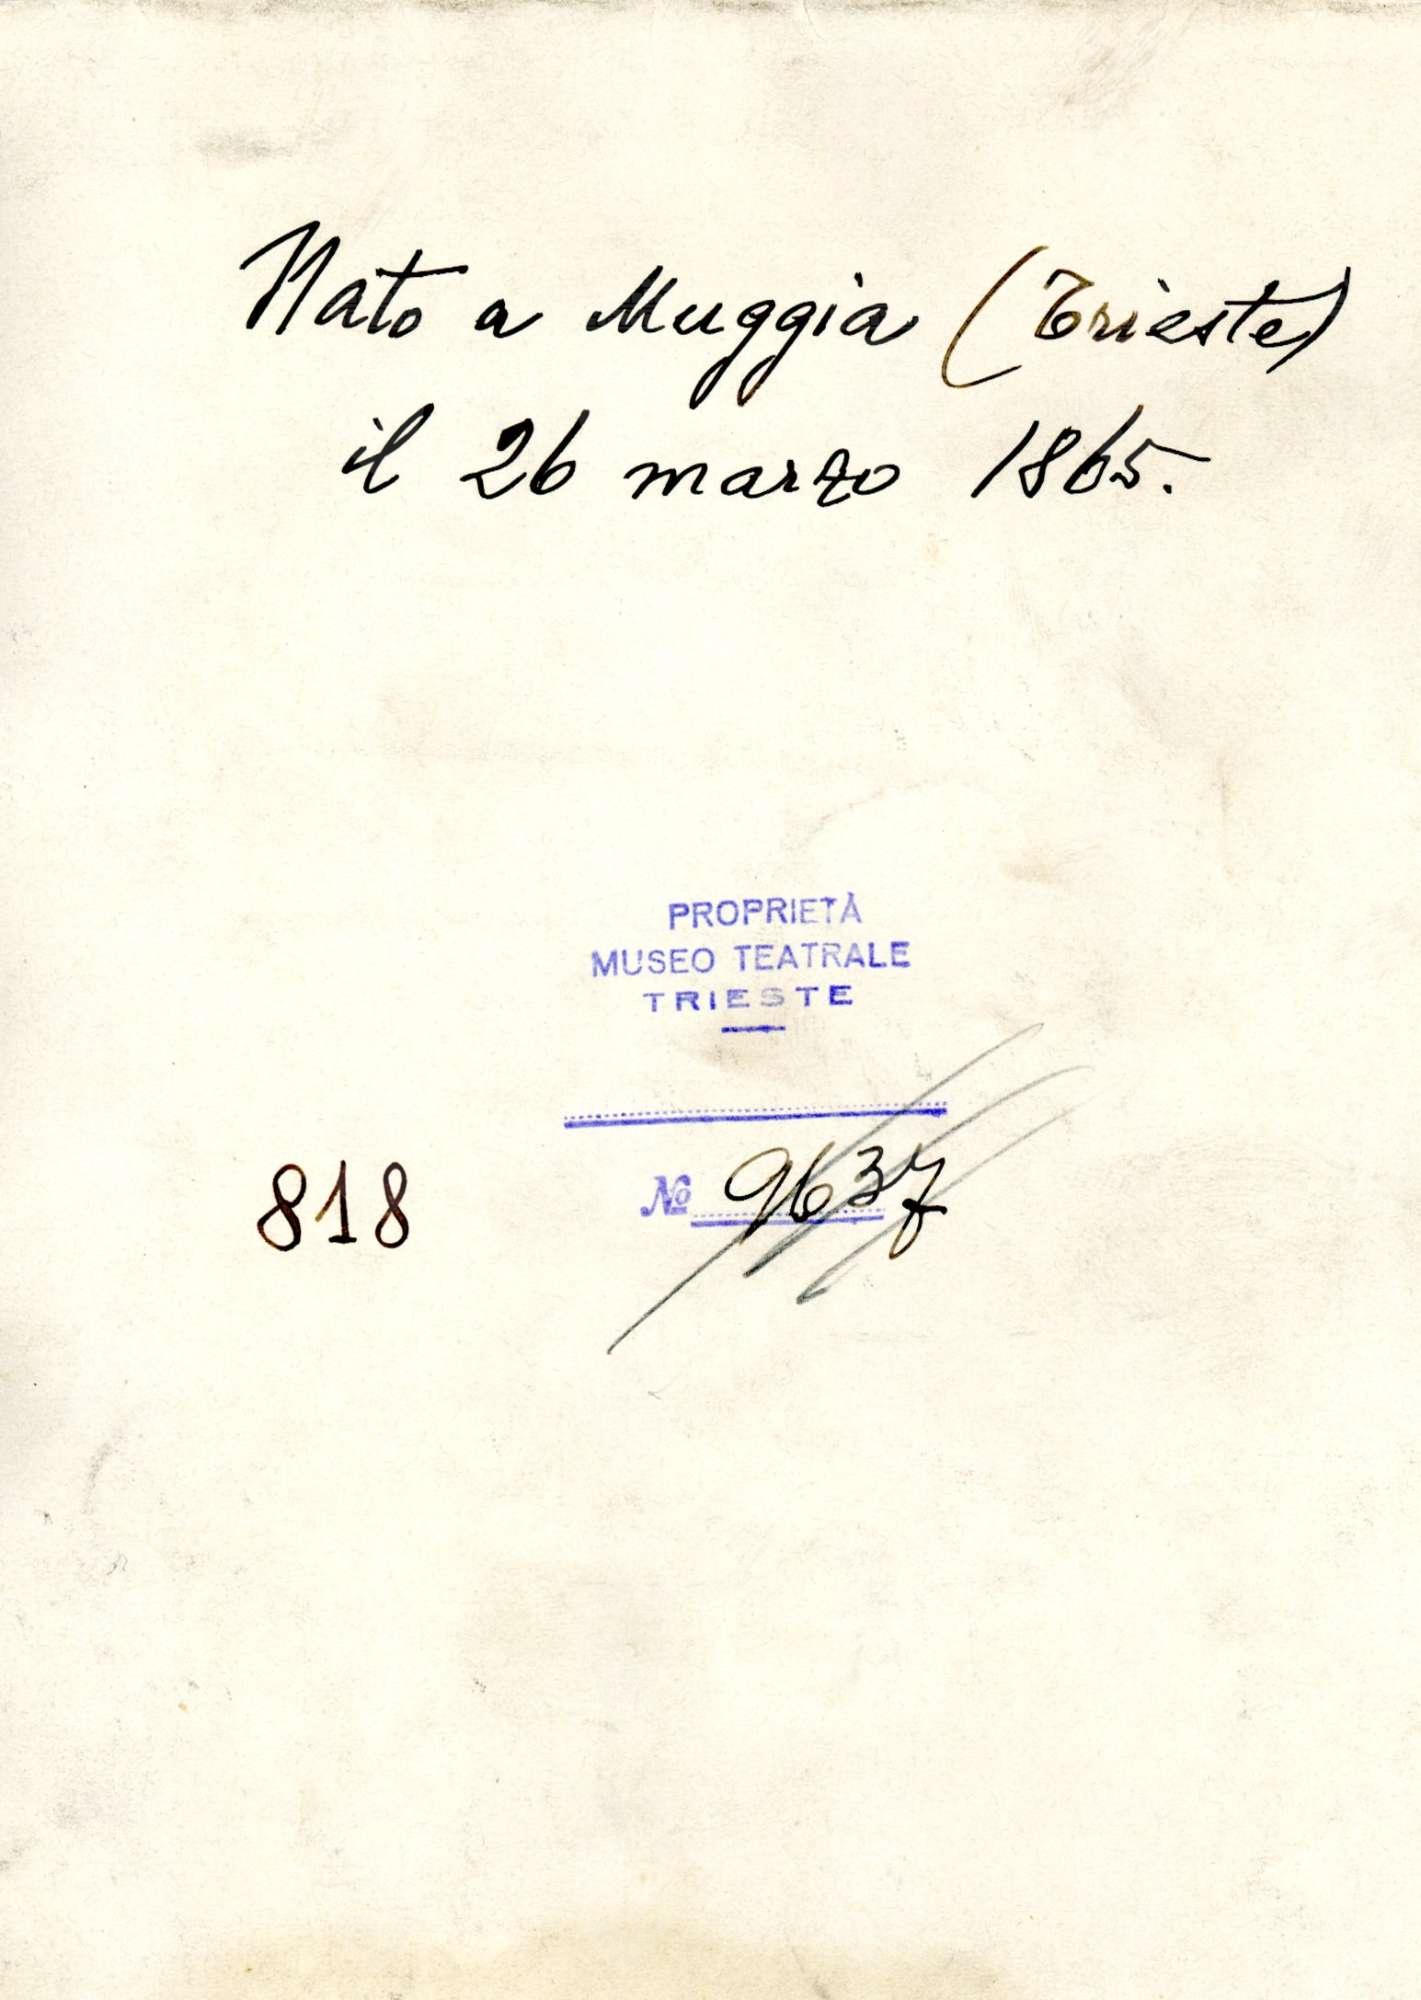 Nato a Muggia (Trieste)
il 26 marzo 1865.
PROPRIETÀ
MUSEO TEATRALE
TRIESTE
818
№ 9637